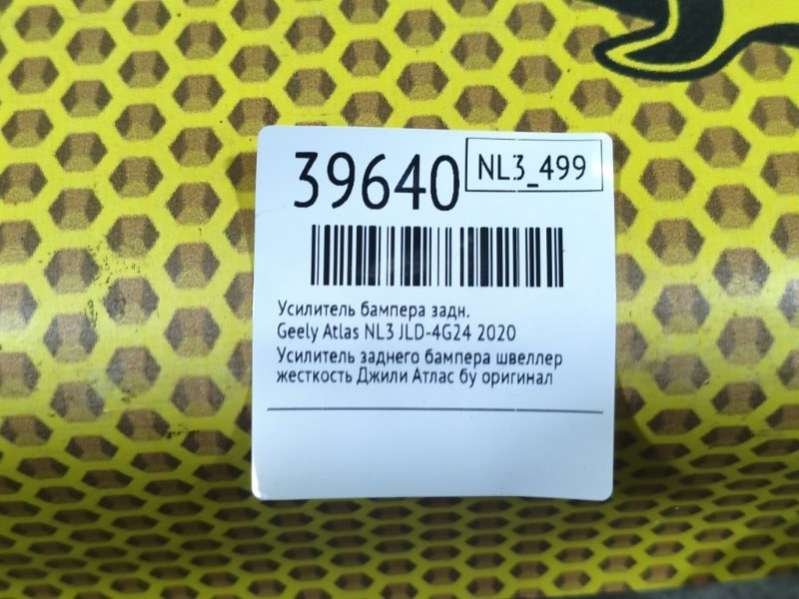 39640
NL3_499
Усилитель бампера задн.
Geely Atlas NL3 JLD-4G24 2020
Усилитель заднего бампера швеллер
жесткость Джили Атлас бу оригинал